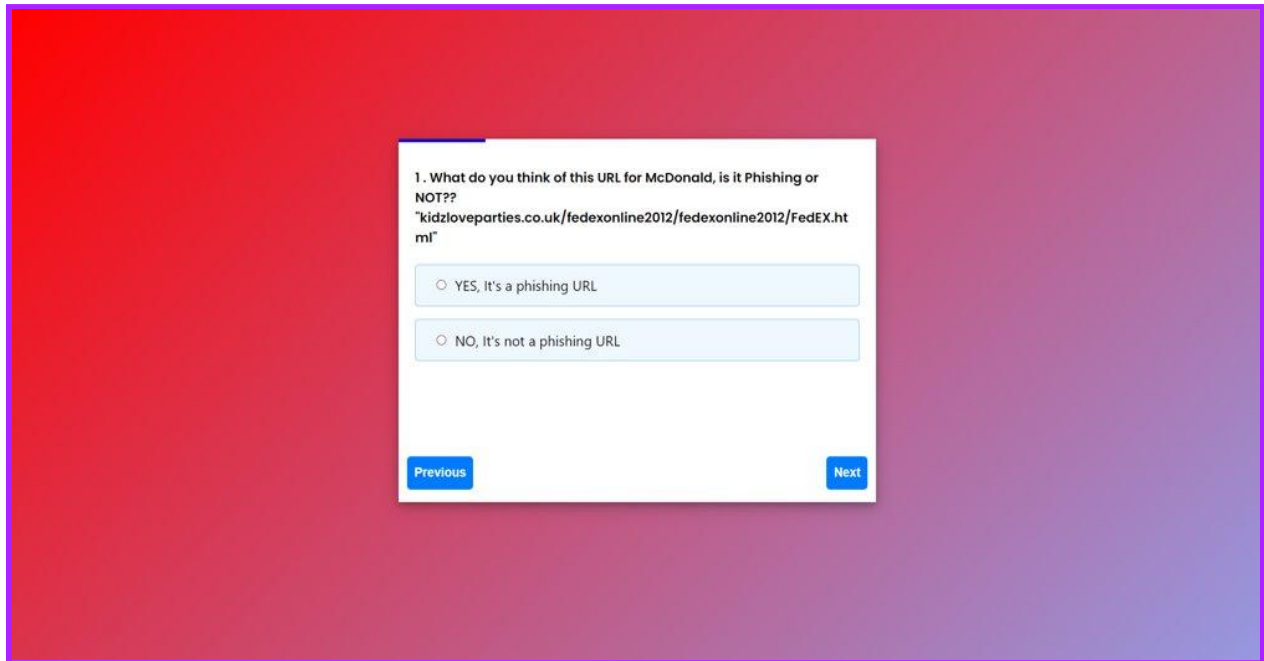 1 . What do you think of this URL for McDonald, is it Phishing or
NOT??
"kidzloveparties.co.uk/fedexonline2012/fedexonline2012/FedEX.ht
ml"
YES, It's a phishing URL
NO, It's not a phishing URL
Previous
Next